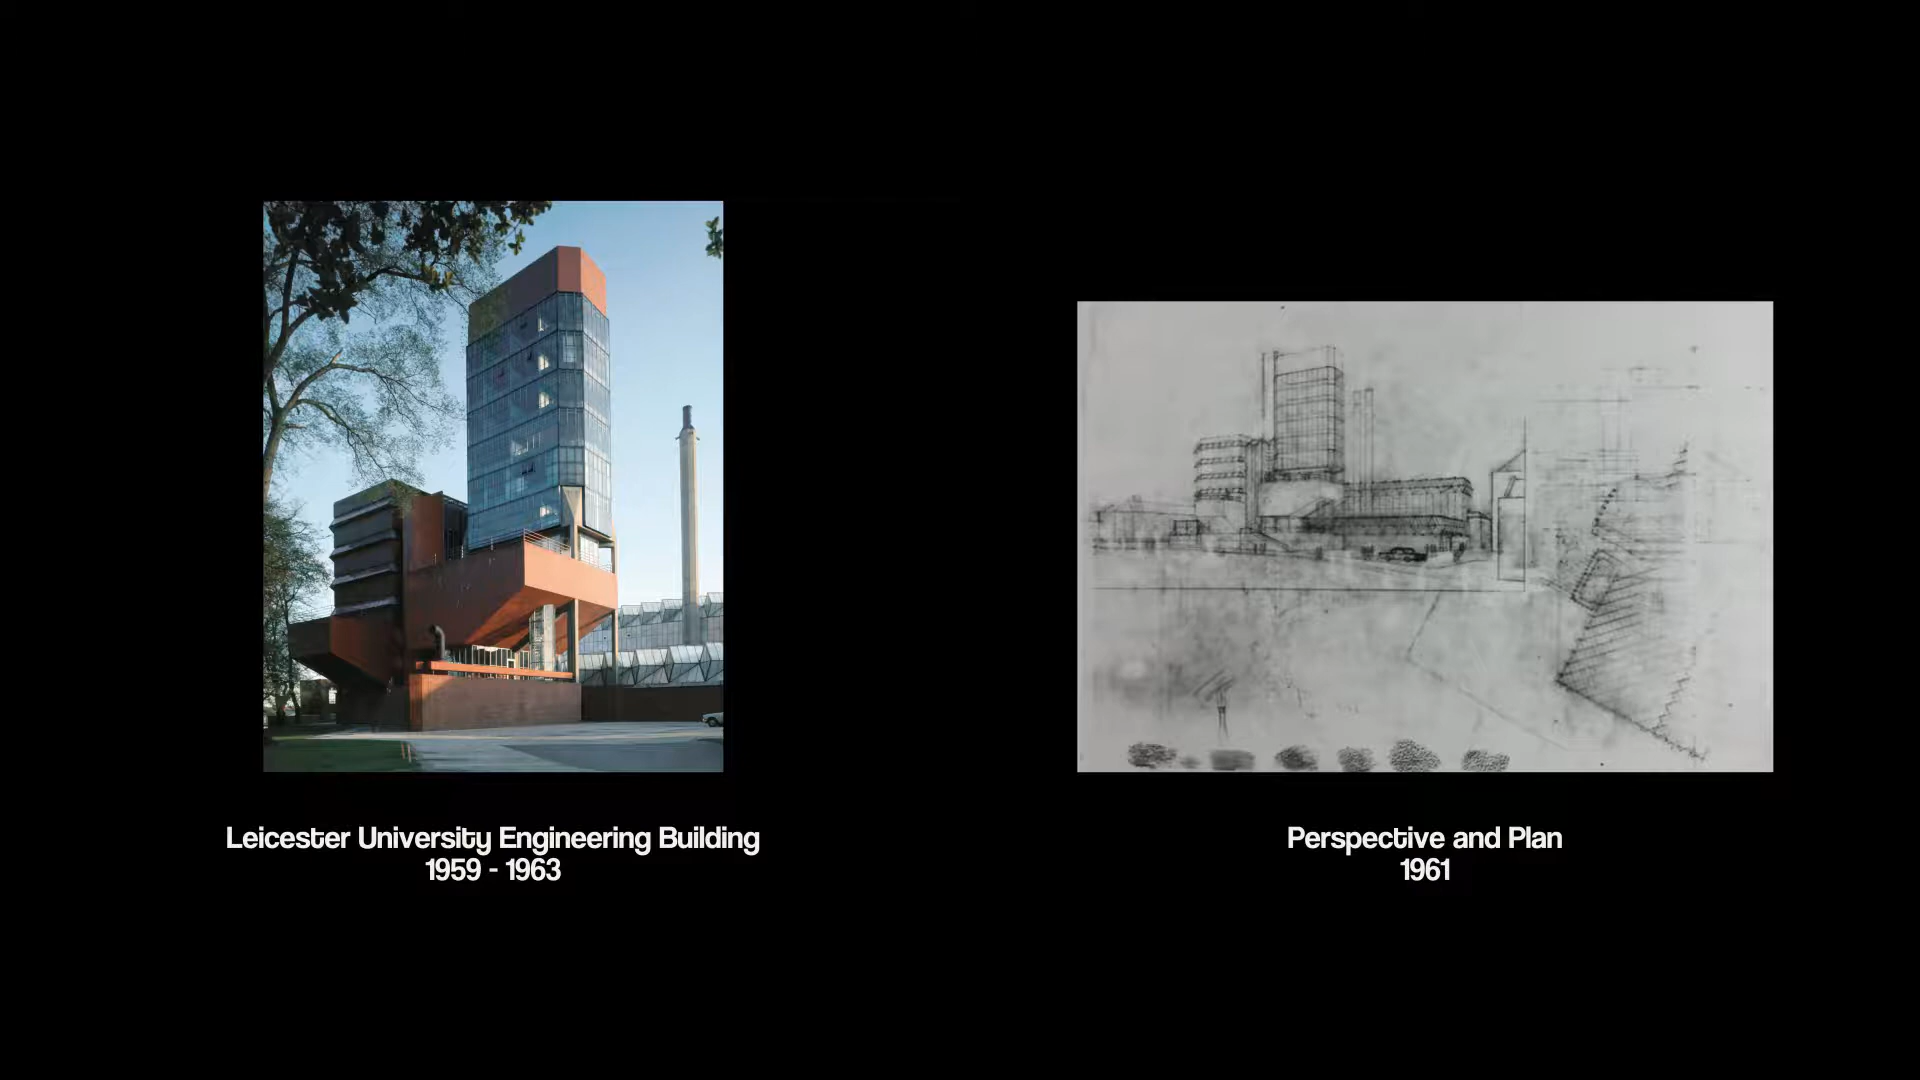 Leicester University Engineering Building
1959 - 1963
Perspective and Plan
1961